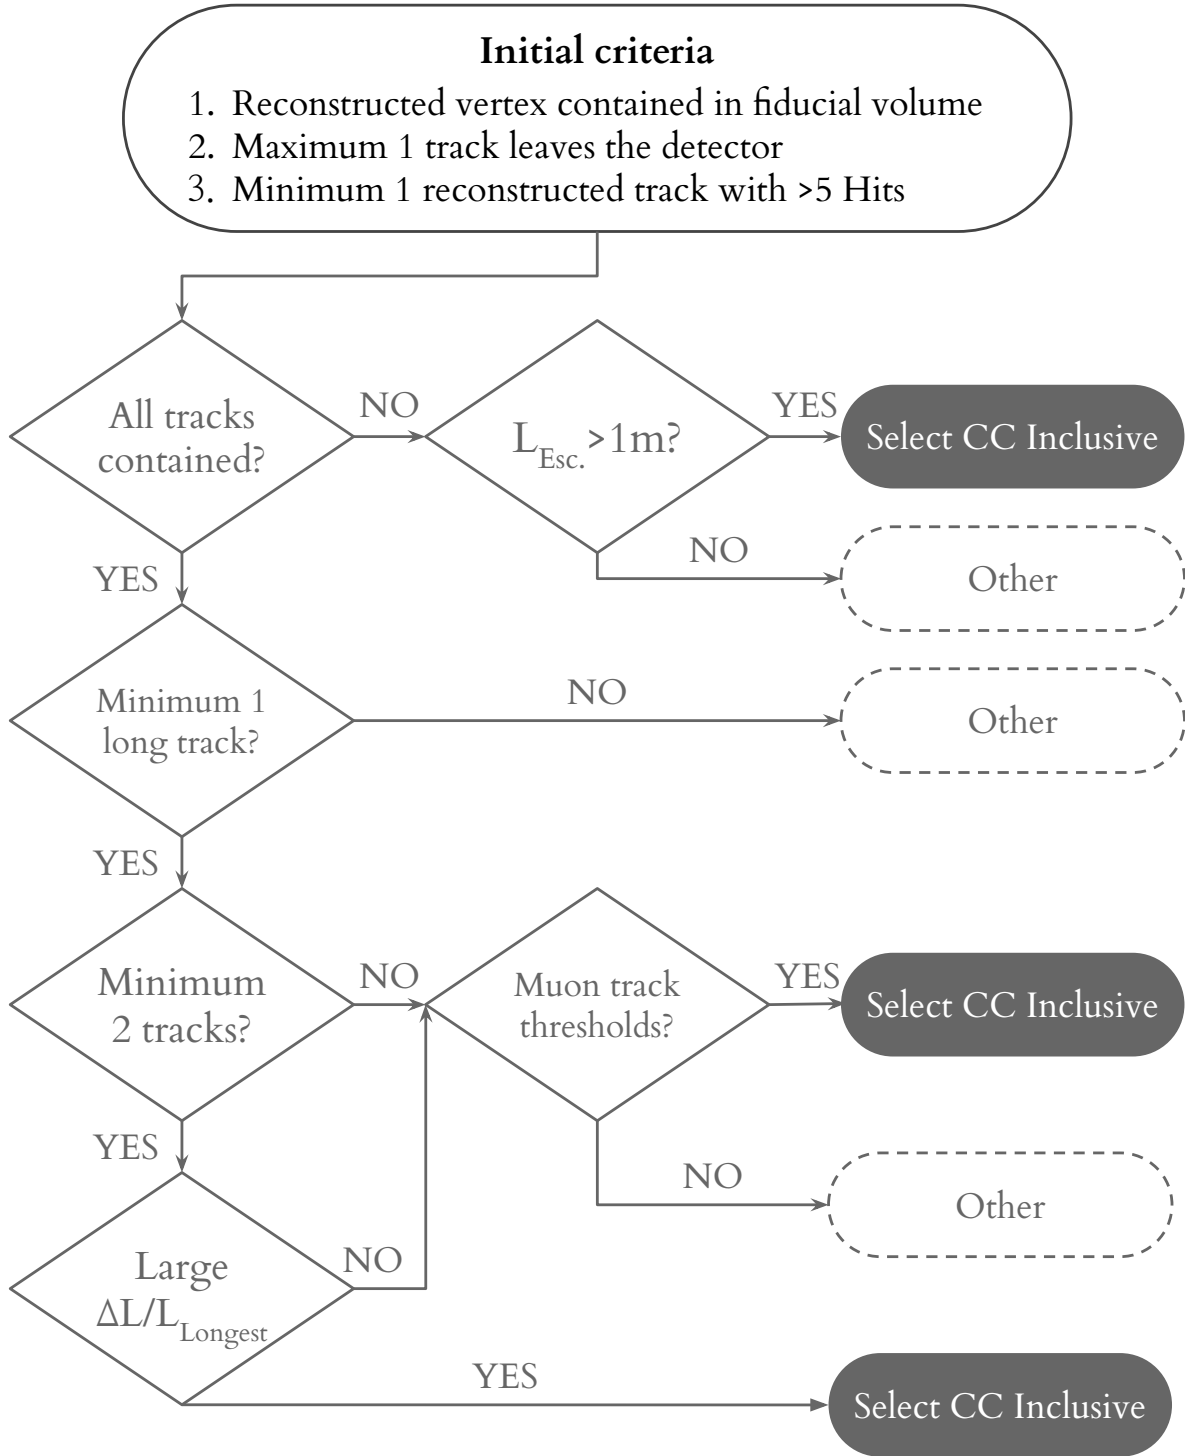 Initial criteria
1. Reconstructed vertex contained in fiducial volume
2. Maximum 1 track leaves the detector
3. Minimum 1 reconstructed track with >5 Hits
All tracks
contained?
NO
L_Esc. >1m?
YES
Select CC Inclusive
NO
Other
YES
Minimum 1
long track?
NO
Other
YES
Minimum
2 tracks?
NO
Muon track
thresholds?
YES
Select CC Inclusive
NO
Other
YES
Large
ΔL/L_Longest
NO
YES
Select CC Inclusive